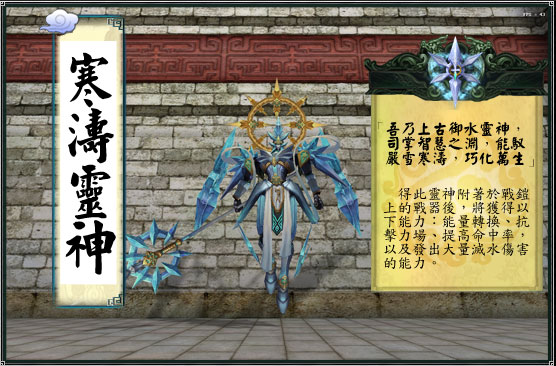 寒濤靈神
「吾乃上古御水靈神，
司掌智慧之淵，能馭
嚴雪寒濤，巧化萬生」
得此靈神附著於戰鎧
上的戰器後，將獲得以
下能力：能量轉換、抗
擊力場、提高命中率，
以及發出大量滅水傷害
的能力。